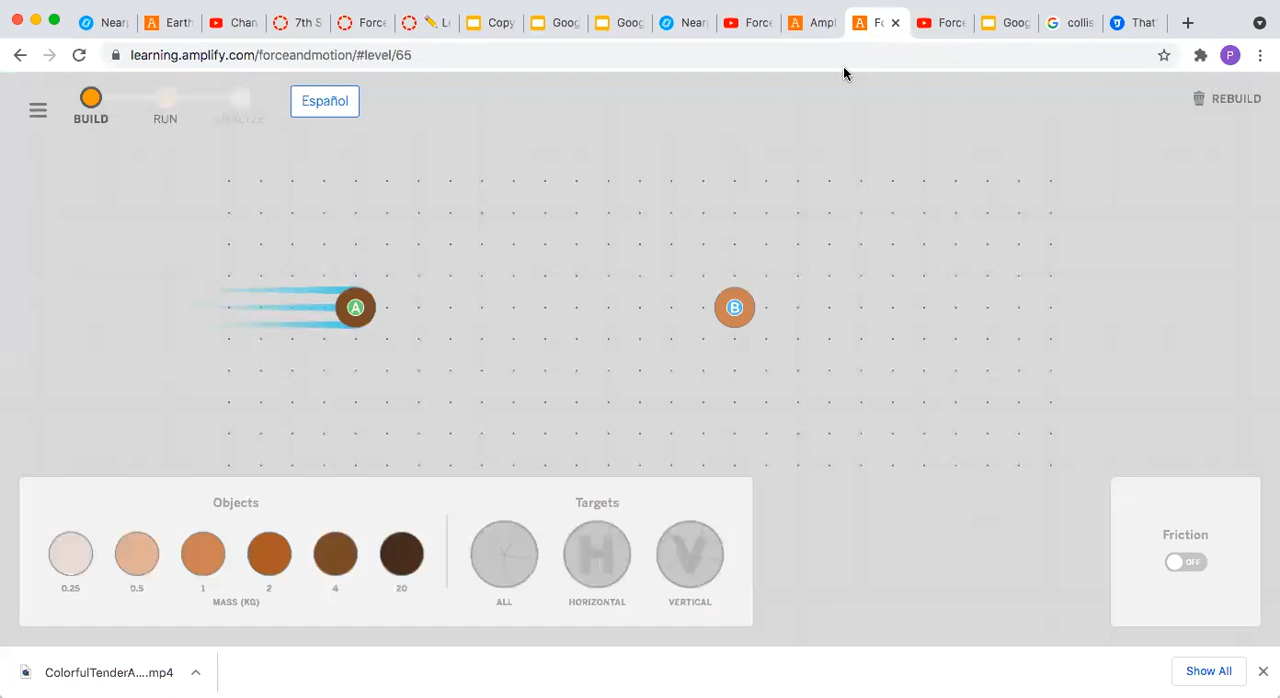 Near
Earth
Chan
7th S
Force
Le
Copy
Goog
Goog
Near
Force
Ampl
Fo
Force
Goog
collis
That'
learning.amplify.com/forceandmotion/#level/65
P
BUILD
RUN
Español
REBUILD
A
B
Objects
Targets
0.25
0.5
1
2
4
20
MASS (KG)
H
V
ALL
HORIZONTAL
VERTICAL
Friction
OFF
ColorfulTenderA....mp4
Show All